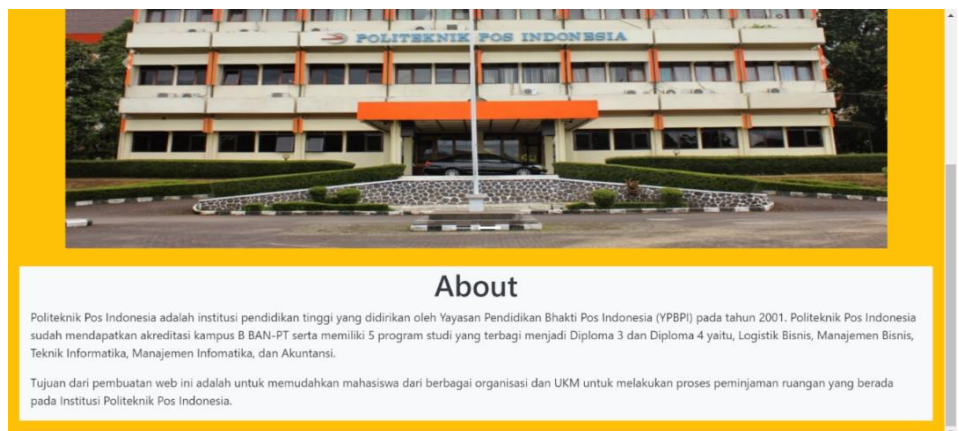 POLITEKNIK POS INDONESIA
About
Politeknik Pos Indonesia adalah institusi pendidikan tinggi yang didirikan oleh Yayasan Pendidikan Bhakti Pos Indonesia (YPBPI) pada tahun 2001. Politeknik Pos Indonesia
sudah mendapatkan akreditasi kampus B BAN-PT serta memiliki 5 program studi yang terbagi menjadi Diploma 3 dan Diploma 4 yaitu, Logistik Bisnis, Manajemen Bisnis,
Teknik Informatika, Manajemen Infomatika, dan Akuntansi.
Tujuan dari pembuatan web ini adalah untuk memudahkan mahasiswa dari berbagai organisasi dan UKM untuk melakukan proses peminjaman ruangan yang berada
pada Institusi Politeknik Pos Indonesia.